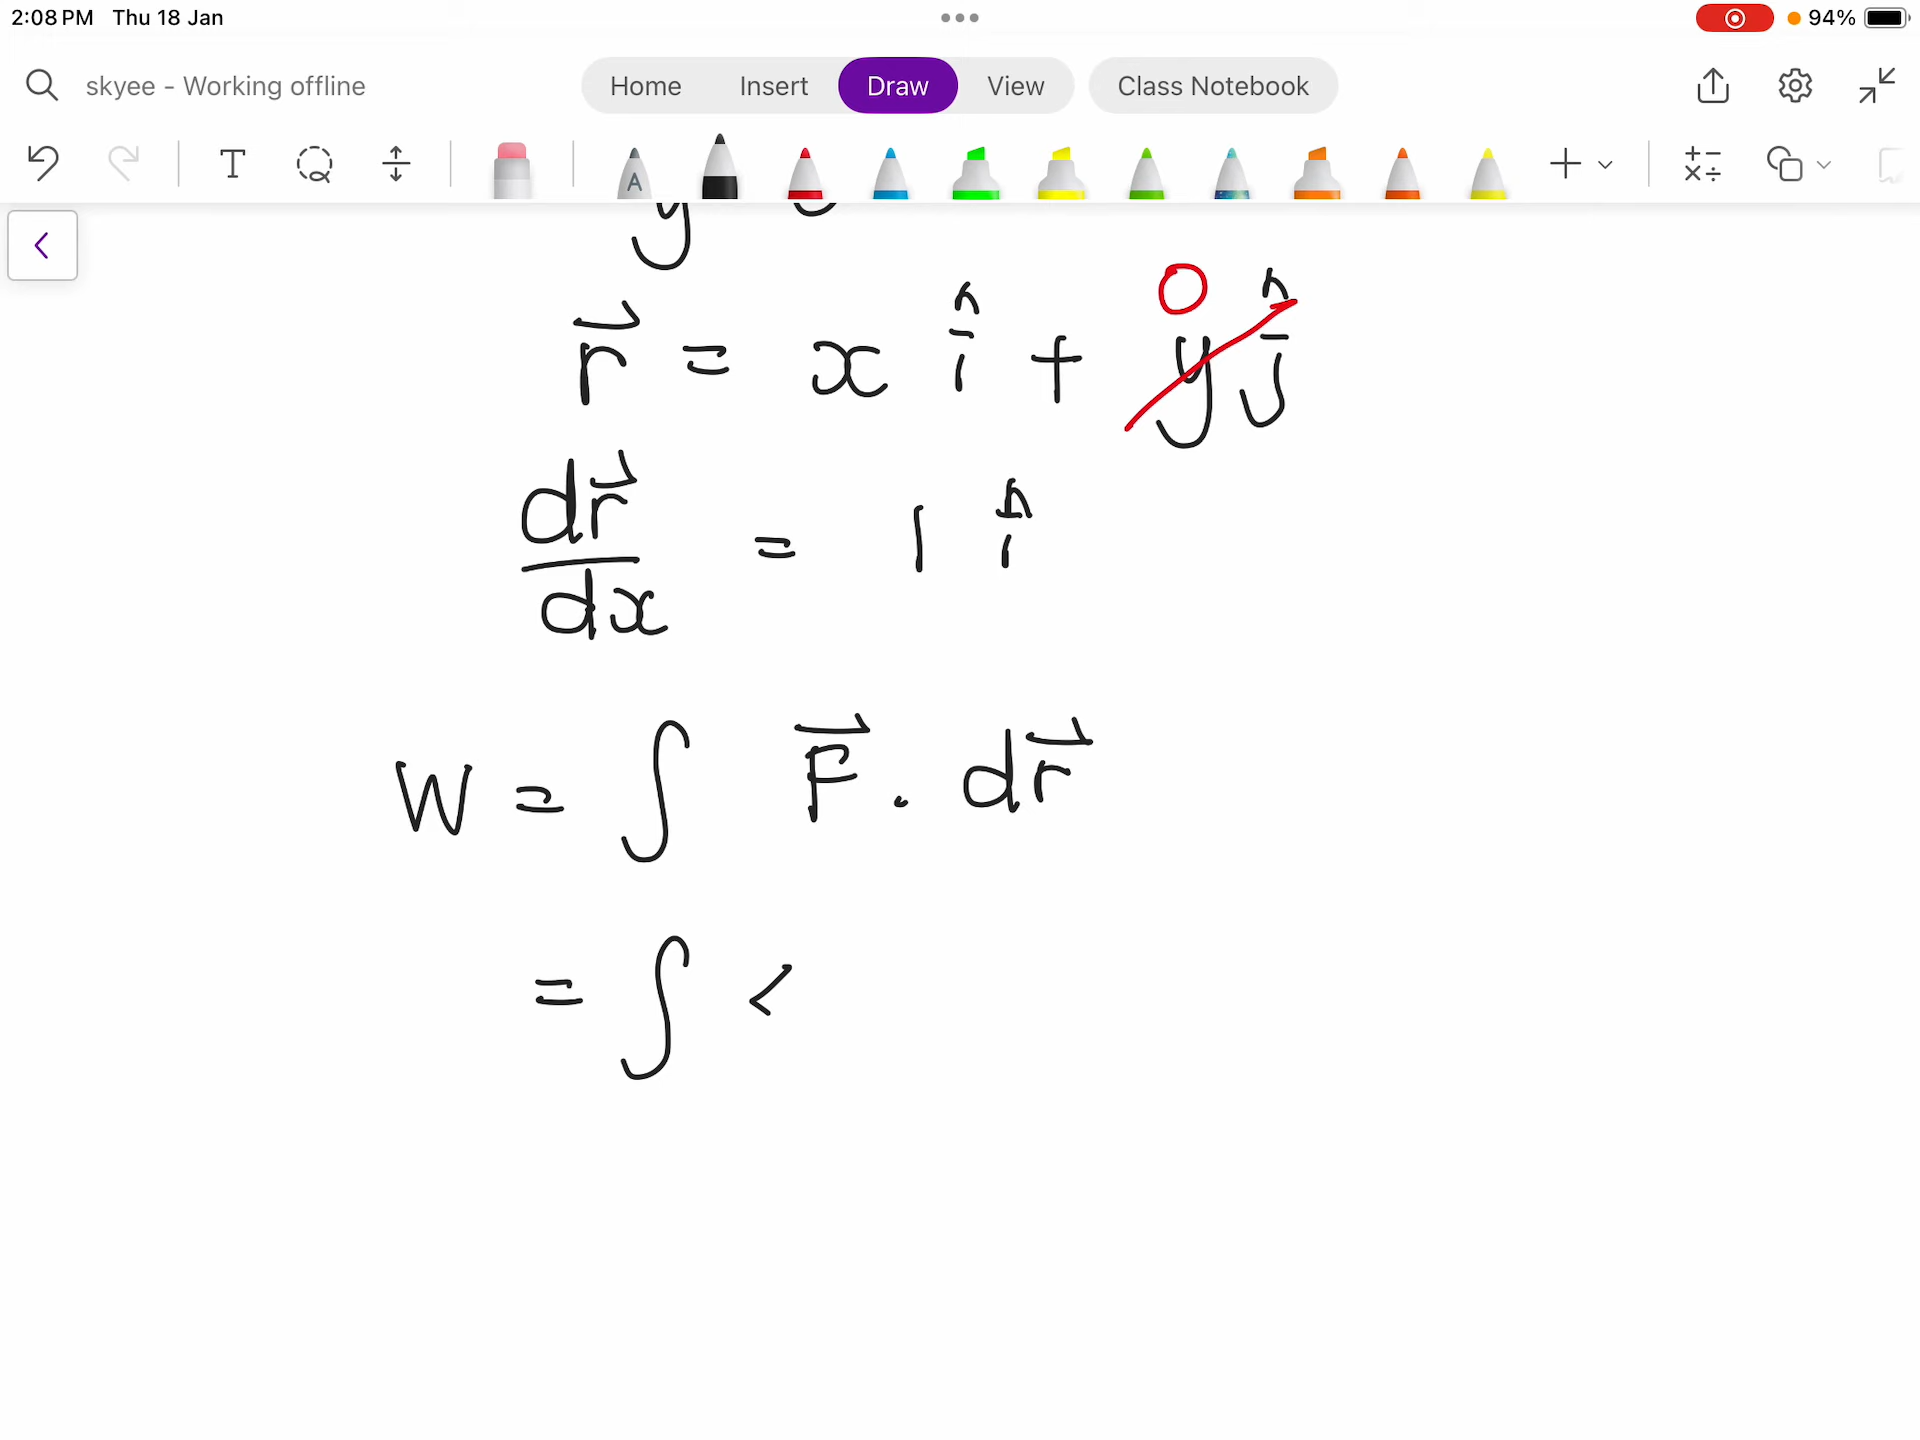 2:08 PM Thu 18 Jan 94%
skyee - Working offline Home Insert Draw View Class Notebook
T A
y
0
r⃗ = x î + yĵ
dr⃗/dx = 1 î
W = ∫ F⃗ . dr⃗
= ∫ <